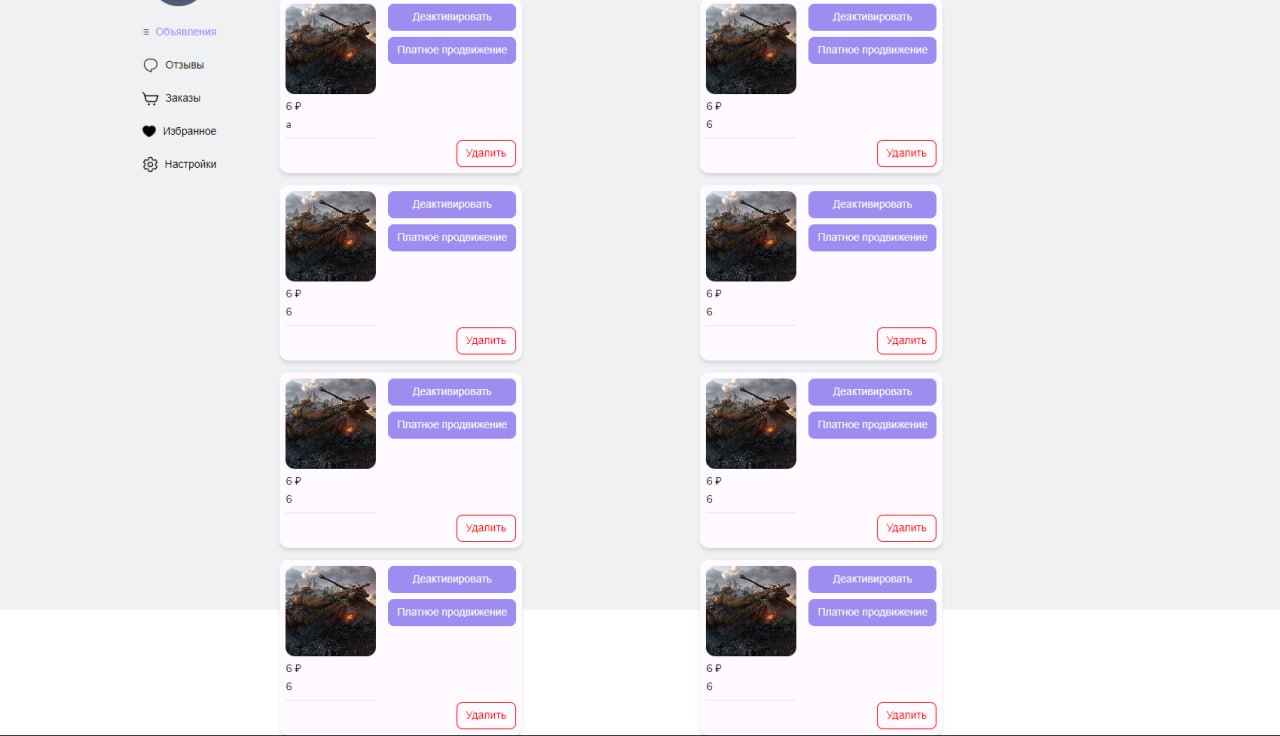 Объявления
Отзывы
Заказы
Избранное
Настройки
Деактивировать
Платное продвижение
6 ₽
а
Удалить
Деактивировать
Платное продвижение
6 ₽
6
Удалить
Деактивировать
Платное продвижение
6 ₽
6
Удалить
Деактивировать
Платное продвижение
6 ₽
6
Удалить
Деактивировать
Платное продвижение
6 ₽
6
Удалить
Деактивировать
Платное продвижение
6 ₽
6
Удалить
Деактивировать
Платное продвижение
6 ₽
6
Удалить
Деактивировать
Платное продвижение
6 ₽
6
Удалить